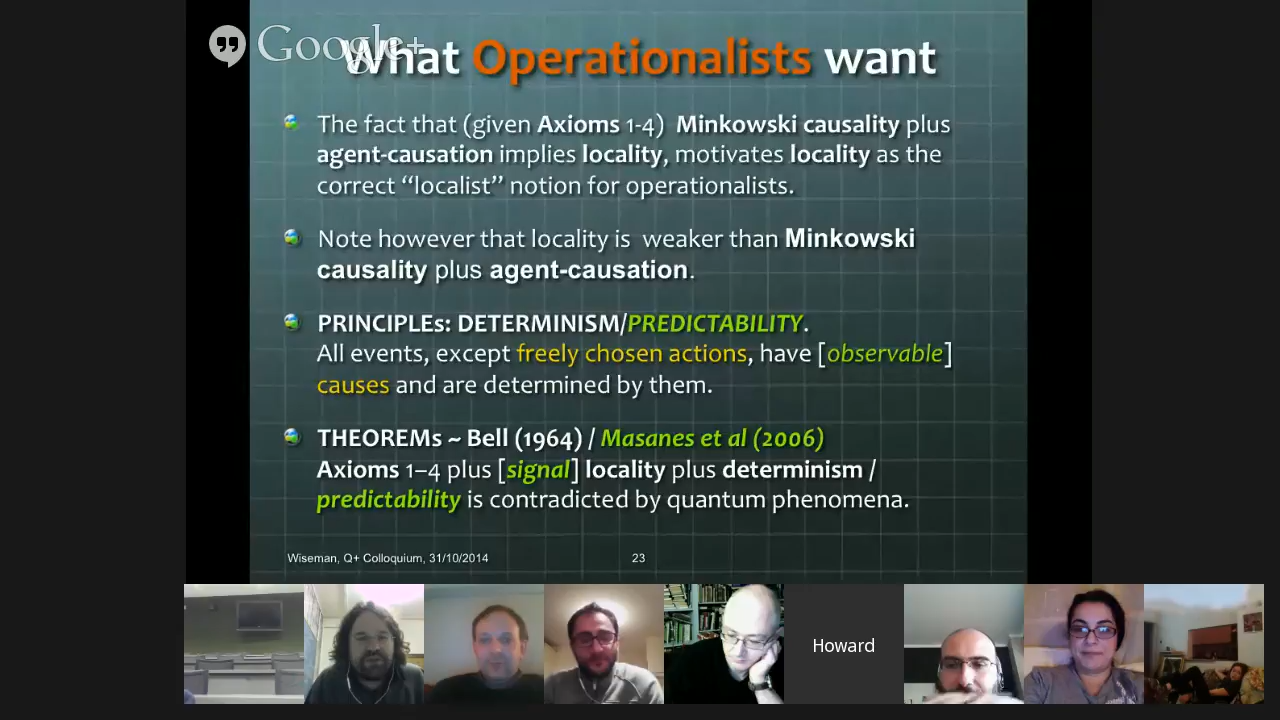 Google+
What Operationalists want
The fact that (given Axioms 1-4) Minkowski causality plus
agent-causation implies locality, motivates locality as the
correct “localist” notion for operationalists.
Note however that locality is weaker than Minkowski
causality plus agent-causation.
PRINCIPLEs: DETERMINISM/PREDICTABILITY.
All events, except freely chosen actions, have [observable]
causes and are determined by them.
THEOREMs ~ Bell (1964) / Masanes et al (2006)
Axioms 1–4 plus [signal] locality plus determinism /
predictability is contradicted by quantum phenomena.
Wiseman, Q+ Colloquium, 31/10/2014 23
Howard